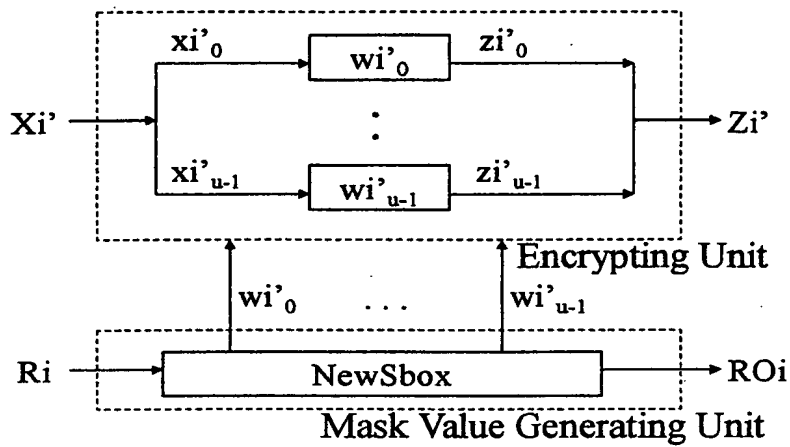 xi'₀ wi'₀ zi'₀
Xi' Zi'
xi'ᵤ₋₁ wi'ᵤ₋₁ zi'ᵤ₋₁
Encrypting Unit
wi'₀ . . . wi'ᵤ₋₁
Ri NewSbox ROi
Mask Value Generating Unit